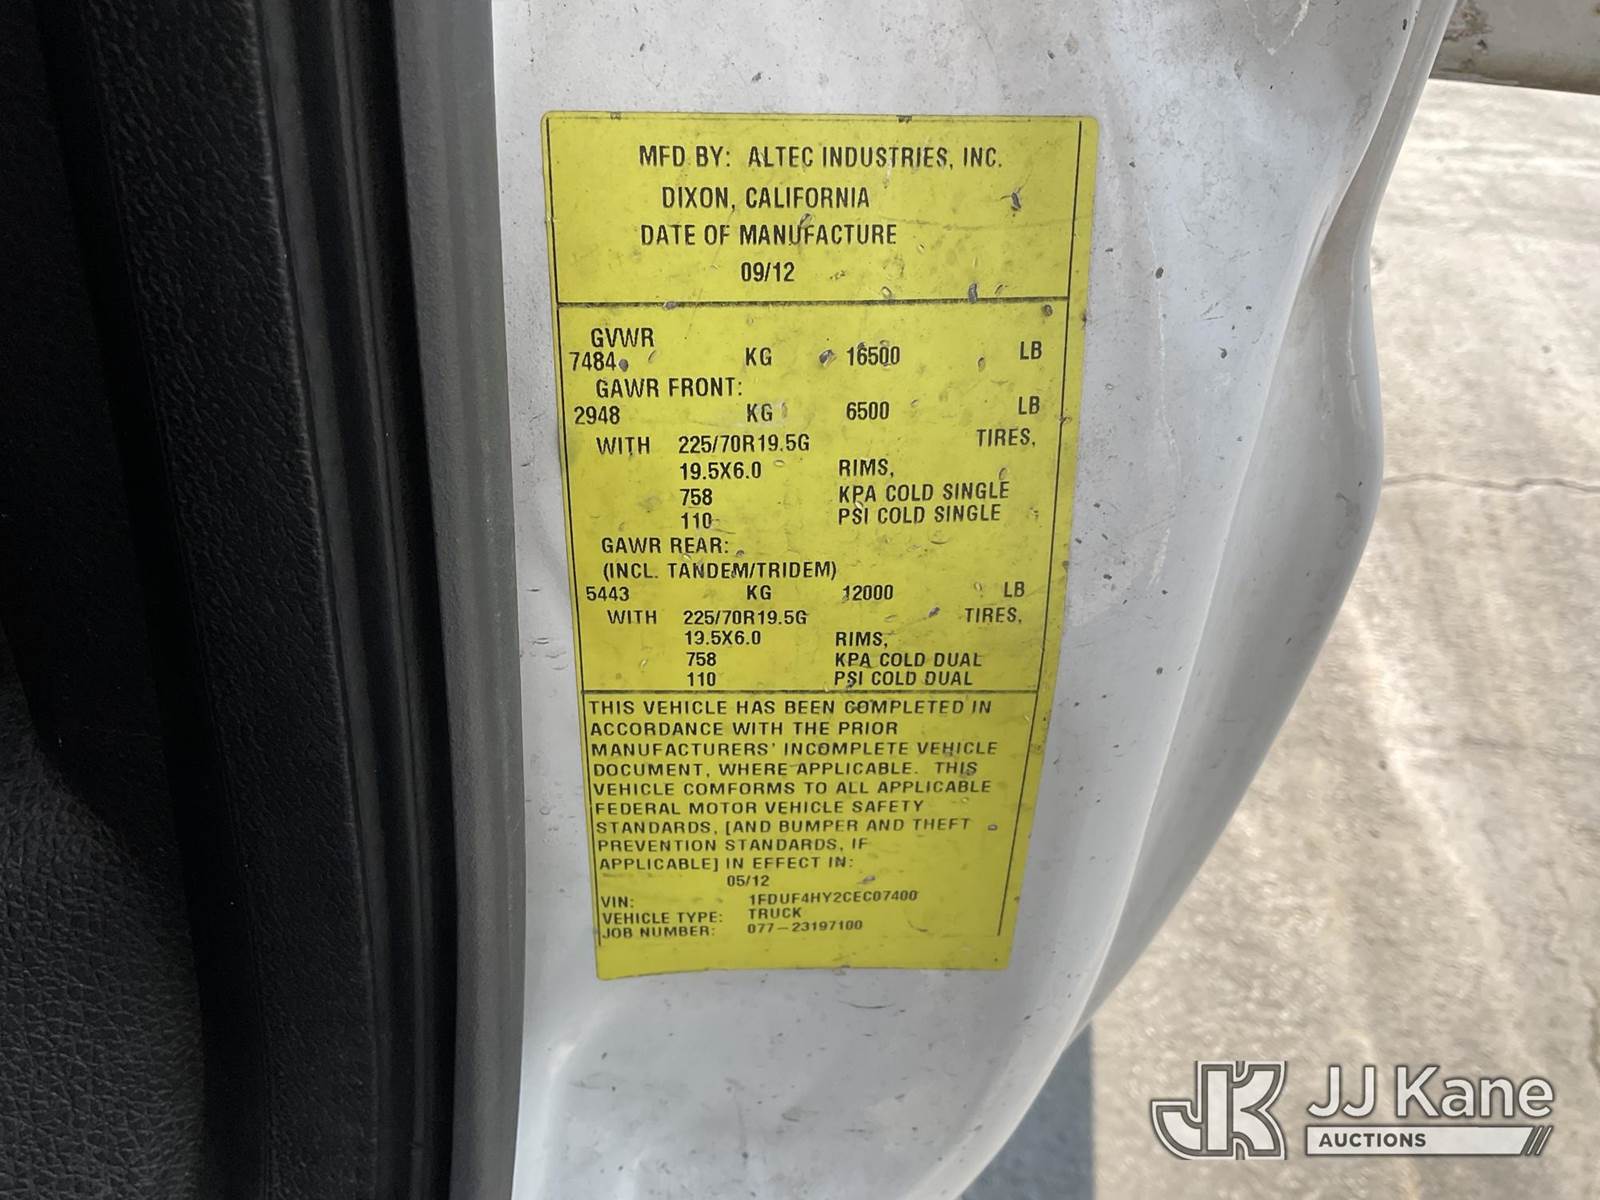 MFD BY: ALTEC INDUSTRIES, INC.
DIXON, CALIFORNIA
DATE OF MANUFACTURE
09/12
GVWR
7484 KG 16500 LB
GAWR FRONT:
2948 KG 6500 LB
WITH 225/70R19.5G TIRES,
19.5X6.0 RIMS,
758 KPA COLD SINGLE
110 PSI COLD SINGLE
GAWR REAR:
(INCL. TANDEM/TRIDEM)
5443 KG 12000 LB
WITH 225/70R19.5G TIRES,
19.5X6.0 RIMS,
758 KPA COLD DUAL
110 PSI COLD DUAL
THIS VEHICLE HAS BEEN COMPLETED IN
ACCORDANCE WITH THE PRIOR
MANUFACTURERS' INCOMPLETE VEHICLE
DOCUMENT, WHERE APPLICABLE. THIS
VEHICLE COMFORMS TO ALL APPLICABLE
FEDERAL MOTOR VEHICLE SAFETY
STANDARDS, [AND BUMPER AND THEFT
PREVENTION STANDARDS, IF
APPLICABLE] IN EFFECT IN:
05/12
VIN: 1FDUF4HY2CEC07400
VEHICLE TYPE: TRUCK
JOB NUMBER: 077-23197100
JK JJ Kane
AUCTIONS